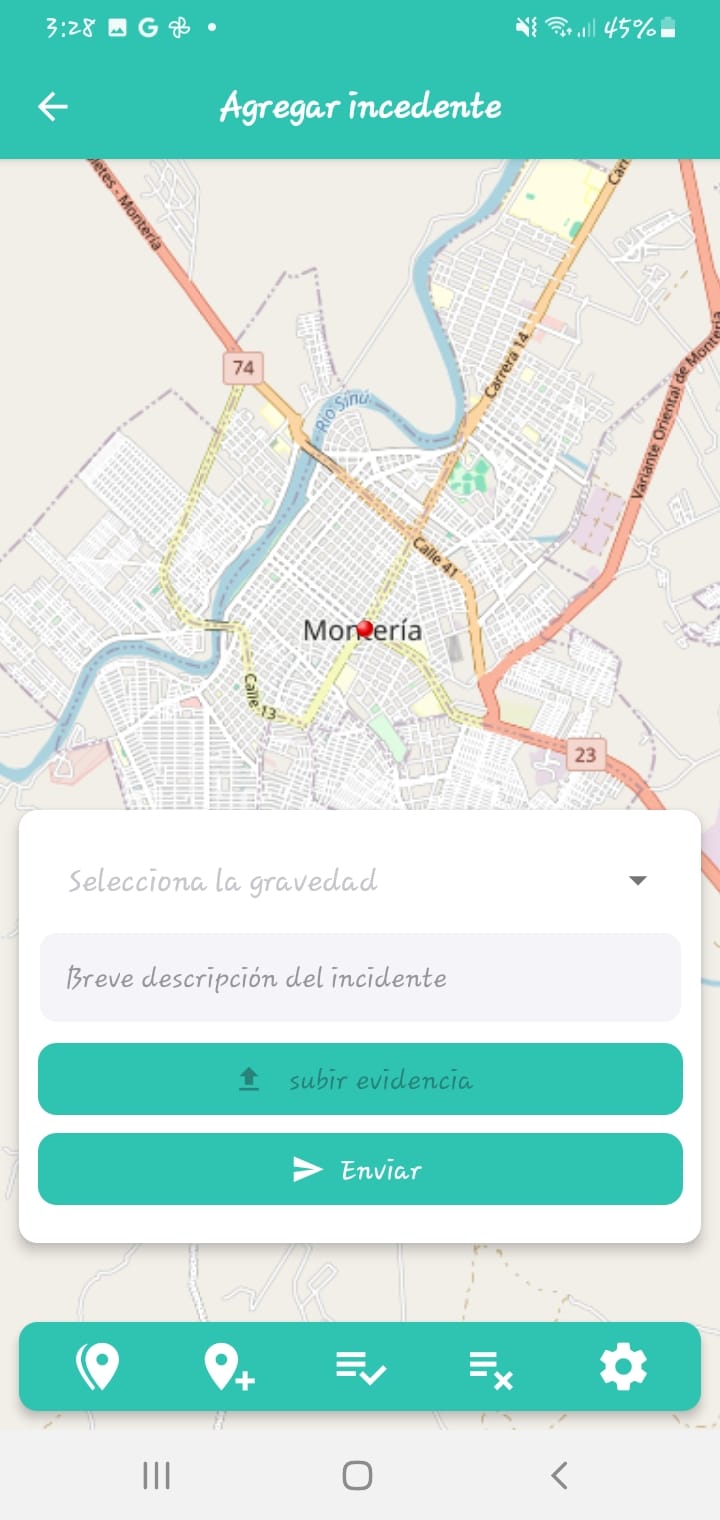 3:28 45%
Agregar incedente
etes - Montería
Carr
Carrera 14
Variante Oriental de Montería
74
Río Sinú
Calle 41
Montería
Calle 13
23
Selecciona la gravedad
Breve descripción del incidente
subir evidencia
Enviar